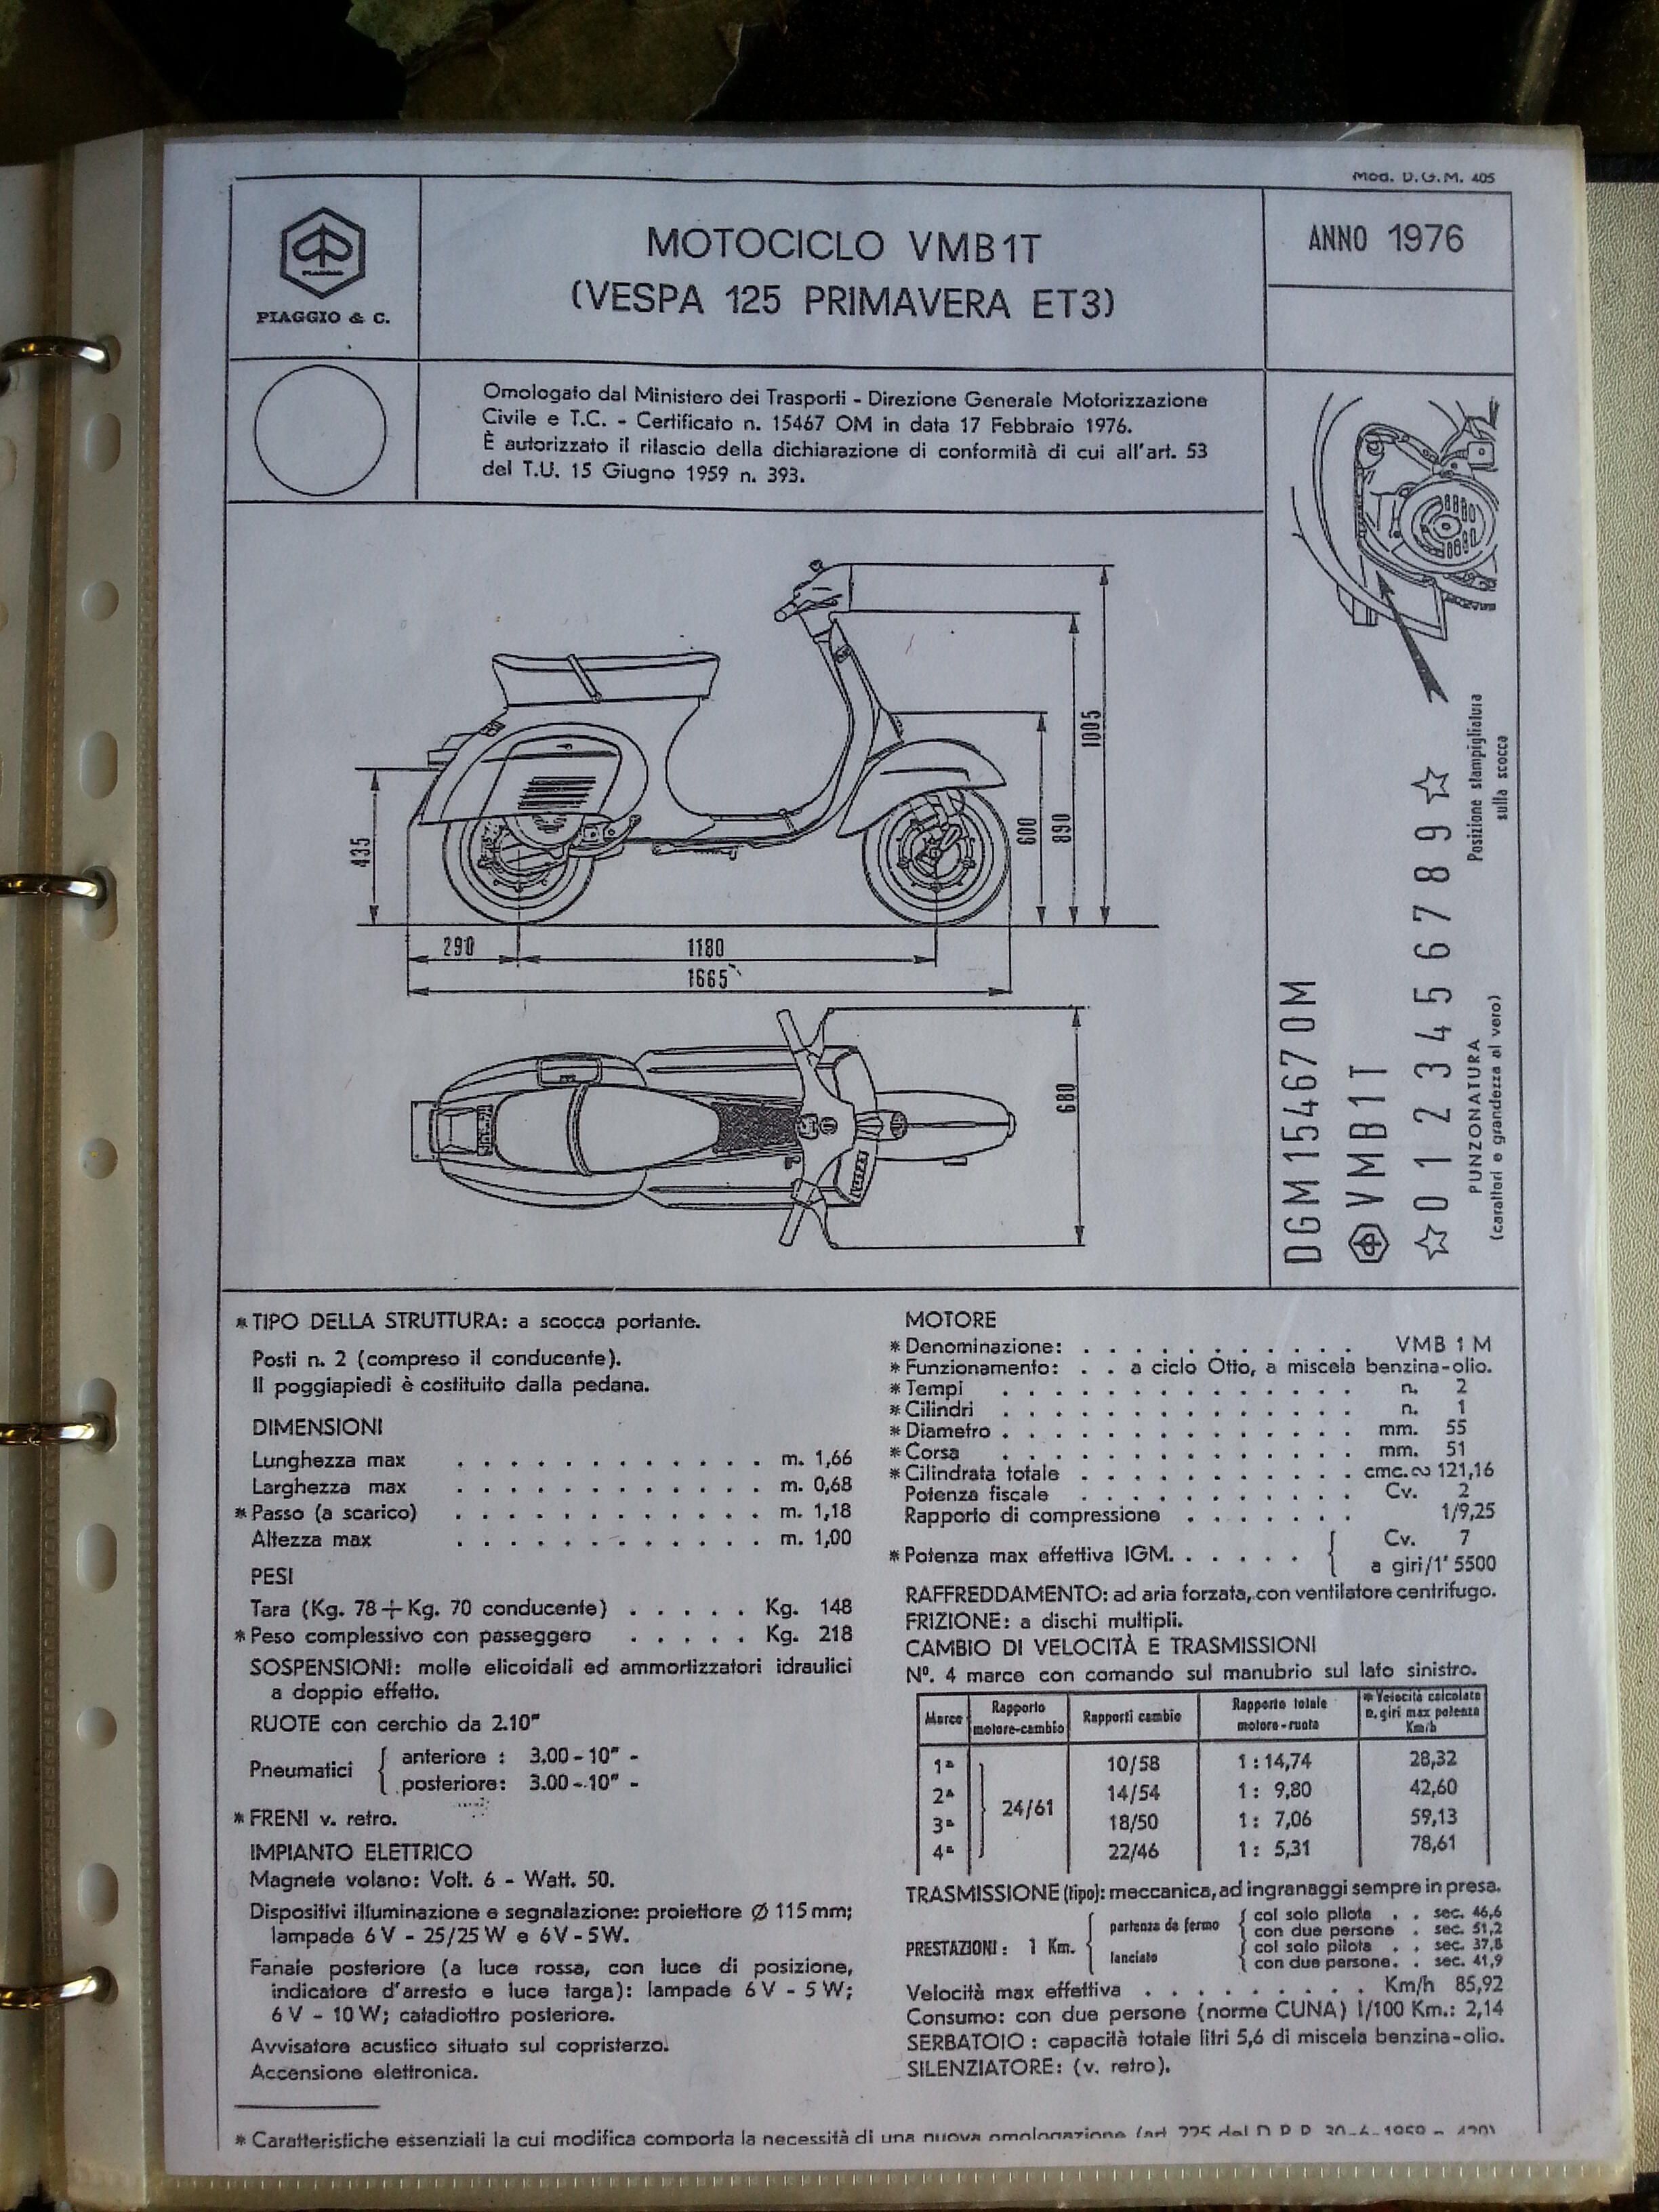 Mod. D.G.M. 405
PIAGGIO & C.
MOTOCICLO VMB1T
(VESPA 125 PRIMAVERA ET3)
ANNO 1976
Omologato dal Ministero dei Trasporti - Direzione Generale Motorizzazione
Civile e T.C. - Certificato n. 15467 OM in data 17 Febbraio 1976.
È autorizzato il rilascio della dichiarazione di conformità di cui all'art. 53
del T.U. 15 Giugno 1959 n. 393.
435
290
1180
1665
600
890
1005
680
Posizione stampigliatura
sulla scocca
DGM15467OM
VMB1T
☆0123456789☆
PUNZONATURA
(caratteri e grandezza al vero)
* TIPO DELLA STRUTTURA: a scocca portante.
Posti n. 2 (compreso il conducente).
Il poggiapiedi è costituito dalla pedana.
DIMENSIONI
Lunghezza max . . . . . . . . . . . . m. 1,66
Larghezza max . . . . . . . . . . . . m. 0,68
* Passo (a scarico) . . . . . . . . . . . . m. 1,18
Altezza max . . . . . . . . . . . . m. 1,00
PESI
Tara (Kg. 78 + Kg. 70 conducente) . . . . . Kg. 148
* Peso complessivo con passeggero . . . . . Kg. 218
SOSPENSIONI: molle elicoidali ed ammortizzatori idraulici
a doppio effetto.
RUOTE con cerchio da 2.10"
Pneumatici { anteriore : 3.00 - 10" -
posteriore: 3.00 - 10" -
* FRENI v. retro.
IMPIANTO ELETTRICO
Magnete volano: Volt. 6 - Watt. 50.
Dispositivi illuminazione e segnalazione: proiettore Ø 115 mm;
lampade 6 V - 25/25 W e 6 V - 5 W.
Fanale posteriore (a luce rossa, con luce di posizione,
indicatore d'arresto e luce targa): lampade 6 V - 5 W;
6 V - 10 W; catadiottro posteriore.
Avvisatore acustico situato sul copristerzo.
Accensione elettronica.
MOTORE
* Denominazione: . . . . . . . . . . . VMB 1 M
* Funzionamento: . . a ciclo Otto, a miscela benzina-olio.
* Tempi . . . . . . . . . . . . . . n. 2
* Cilindri . . . . . . . . . . . . . . n. 1
* Diametro . . . . . . . . . . . . . . mm. 55
* Corsa . . . . . . . . . . . . . . mm. 51
* Cilindrata totale . . . . . . . . . . . cmc. ∾ 121,16
Potenza fiscale . . . . . . . . . . . Cv. 2
Rapporto di compressione . . . . . . . 1/9,25
* Potenza max effettiva IGM. . . . . . { Cv. 7
a giri/1' 5500
RAFFREDDAMENTO: ad aria forzata, con ventilatore centrifugo.
FRIZIONE: a dischi multipli.
CAMBIO DI VELOCITÀ E TRASMISSIONI
N°. 4 marce con comando sul manubrio sul lato sinistro.
Marce | Rapporto motore-cambio | Rapporti cambio | Rapporto totale motore-ruota | * Velocità calcolata n. giri max potenza Km/h
1ª 10/58 1 : 14,74 28,32
2ª 14/54 1 : 9,80 42,60
24/61
3ª 18/50 1 : 7,06 59,13
4ª 22/46 1 : 5,31 78,61
TRASMISSIONE (tipo): meccanica, ad ingranaggi sempre in presa.
PRESTAZIONI : 1 Km. { partenza da fermo { col solo pilota . . sec. 46,6
con due persone . sec. 51,2
lanciato { col solo pilota . . sec. 37,8
con due persone. . sec. 41,9
Velocità max effettiva . . . . . . . . . Km/h 85,92
Consumo: con due persone (norme CUNA) l/100 Km.: 2,14
SERBATOIO : capacità totale litri 5,6 di miscela benzina-olio.
SILENZIATORE: (v. retro).
* Caratteristiche essenziali la cui modifica comporta la necessità di una nuova omologazione (art. 225 del D.P.R. 30-6-1959 n. 420)